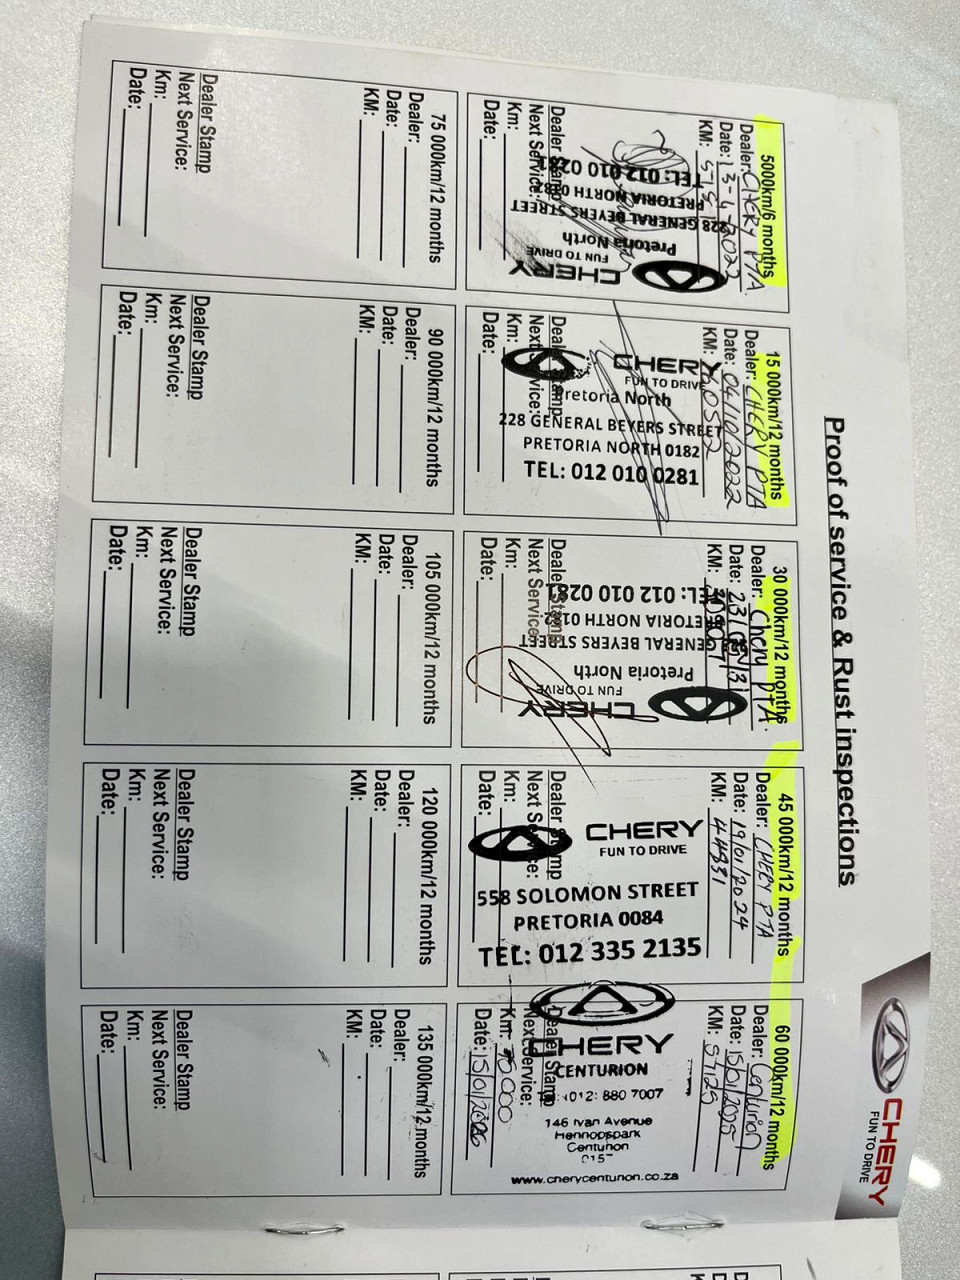 Proof of service & Rust inspections
CHERY
FUN TO DRIVE
5000km/6 months
Dealer: CHERY PTA.
Date: 13-4-2022
KM:
Dealer Stamp
Next Service:
Km:
Date:
CHERY
FUN TO DRIVE
Pretoria North
228 GENERAL BEYERS STREET
PRETORIA NORTH 0182
TEL: 012 010 0281
15 000km/12 months
Dealer: CHERY PTA
Date: 04/10/2022
KM:
Dealer Stamp
Next Service:
Km:
Date:
CHERY
FUN TO DRIVE
Pretoria North
228 GENERAL BEYERS STREET
PRETORIA NORTH 0182
TEL: 012 010 0281
30 000km/12 months
Dealer: Chery PTA.
Date:
KM:
Dealer Stamp
Next Service:
Km:
Date:
CHERY
FUN TO DRIVE
Pretoria North
GENERAL BEYERS STREET
PRETORIA NORTH 0182
TEL: 012 010 0281
45 000km/12 months
Dealer: CHERY PTA
Date: 19/01/2024
KM: 44931
Dealer Stamp
Next Service:
Km:
Date:
CHERY
FUN TO DRIVE
558 SOLOMON STREET
PRETORIA 0084
TEL: 012 335 2135
60 000km/12 months
Dealer: Centurion
Date: 15/01/2025
KM: 57125
Dealer Stamp
Next Service:
Km:
Date: 15/01/2026
CHERY
CENTURION
012: 880 7007
146 Ivan Avenue
Hennopspark
Centurion
www.cherycenturion.co.za
75 000km/12 months
Dealer:
Date:
KM:
Dealer Stamp
Next Service:
Km:
Date:
90 000km/12 months
Dealer:
Date:
KM:
Dealer Stamp
Next Service:
Km:
Date:
105 000km/12 months
Dealer:
Date:
KM:
Dealer Stamp
Next Service:
Km:
Date:
120 000km/12 months
Dealer:
Date:
KM:
Dealer Stamp
Next Service:
Km:
Date:
135 000km/12 months
Dealer:
Date:
KM:
Dealer Stamp
Next Service:
Km:
Date: